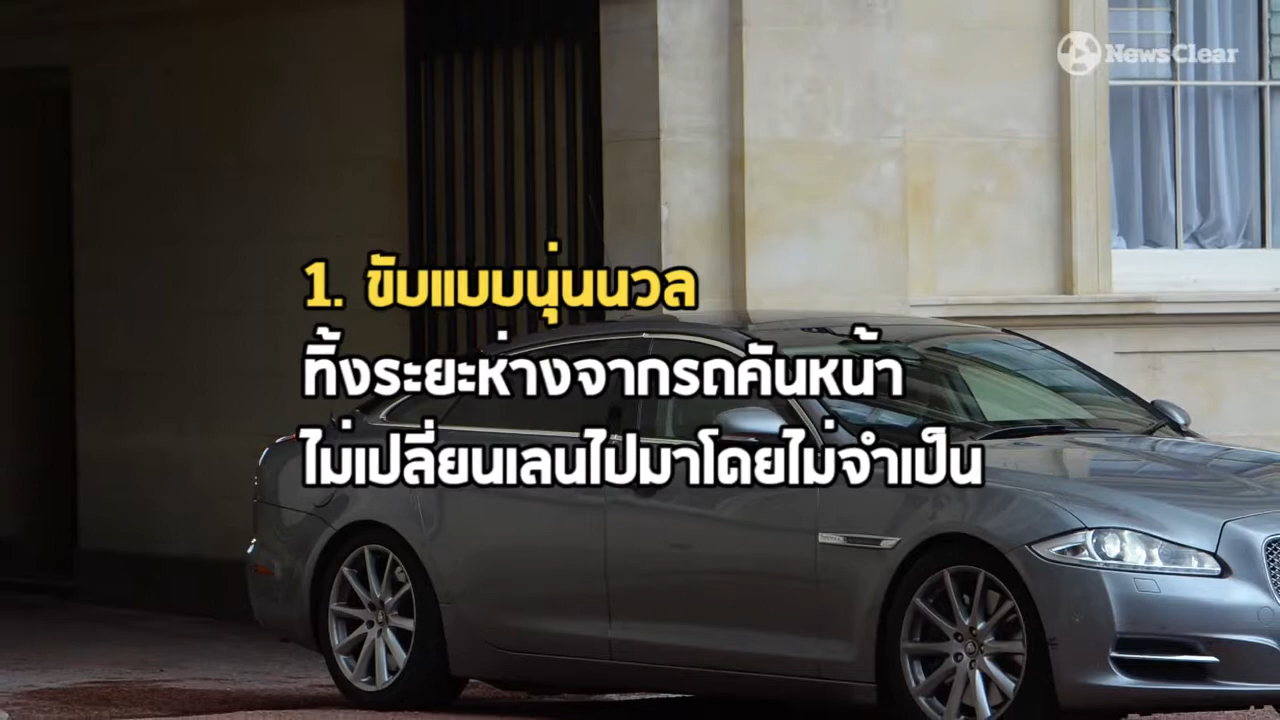 NewsClear
1. ขับแบบนุ่มนวล
ทิ้งระยะห่างจากรถคันหน้า
ไม่เปลี่ยนเลนไปมาโดยไม่จำเป็น